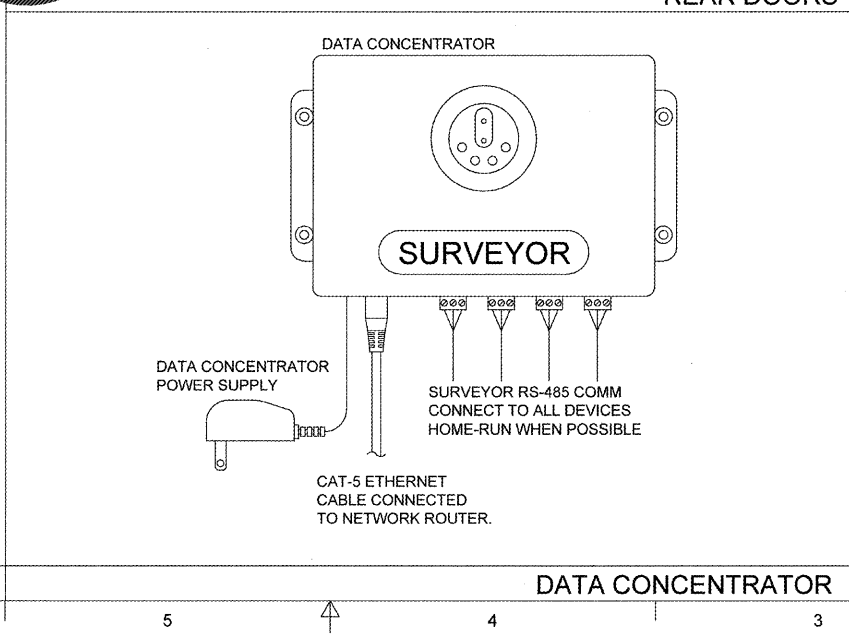 REAR DOORS
DATA CONCENTRATOR
SURVEYOR
DATA CONCENTRATOR
POWER SUPPLY
SURVEYOR RS-485 COMM
CONNECT TO ALL DEVICES
HOME-RUN WHEN POSSIBLE
CAT-5 ETHERNET
CABLE CONNECTED
TO NETWORK ROUTER.
DATA CONCENTRATOR
5 4 3